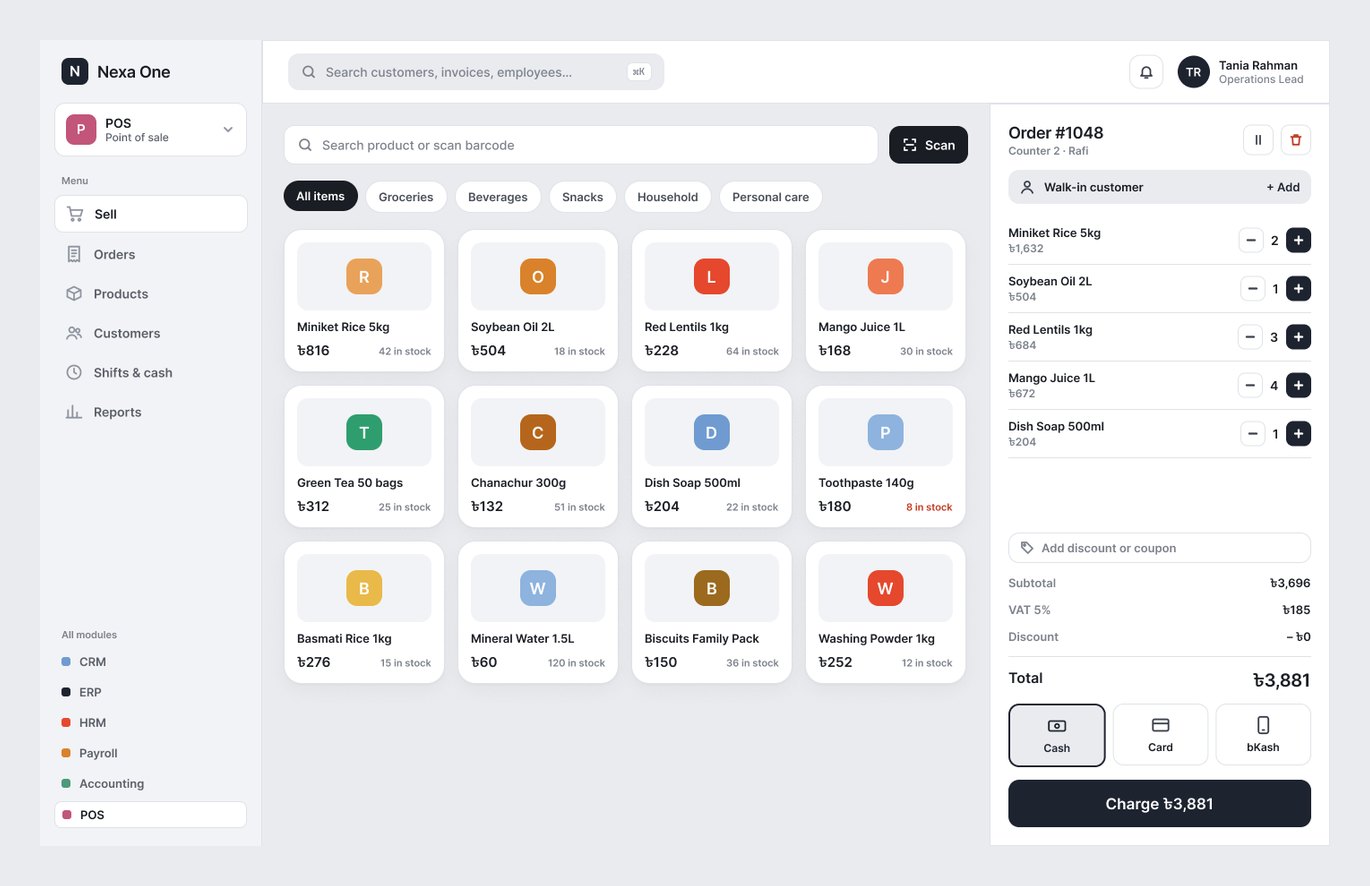 N Nexa One
P POS
Point of sale
Menu
Sell
Orders
Products
Customers
Shifts & cash
Reports
All modules
CRM
ERP
HRM
Payroll
Accounting
POS
Search customers, invoices, employees... ⌘K
TR Tania Rahman
Operations Lead
Search product or scan barcode
Scan
All items Groceries Beverages Snacks Household Personal care
R
Miniket Rice 5kg
৳816 42 in stock
O
Soybean Oil 2L
৳504 18 in stock
L
Red Lentils 1kg
৳228 64 in stock
J
Mango Juice 1L
৳168 30 in stock
T
Green Tea 50 bags
৳312 25 in stock
C
Chanachur 300g
৳132 51 in stock
D
Dish Soap 500ml
৳204 22 in stock
P
Toothpaste 140g
৳180 8 in stock
B
Basmati Rice 1kg
৳276 15 in stock
W
Mineral Water 1.5L
৳60 120 in stock
B
Biscuits Family Pack
৳150 36 in stock
W
Washing Powder 1kg
৳252 12 in stock
Order #1048
Counter 2 · Rafi
Walk-in customer + Add
Miniket Rice 5kg
৳1,632
− 2 +
Soybean Oil 2L
৳504
− 1 +
Red Lentils 1kg
৳684
− 3 +
Mango Juice 1L
৳672
− 4 +
Dish Soap 500ml
৳204
− 1 +
Add discount or coupon
Subtotal ৳3,696
VAT 5% ৳185
Discount − ৳0
Total ৳3,881
Cash Card bKash
Charge ৳3,881